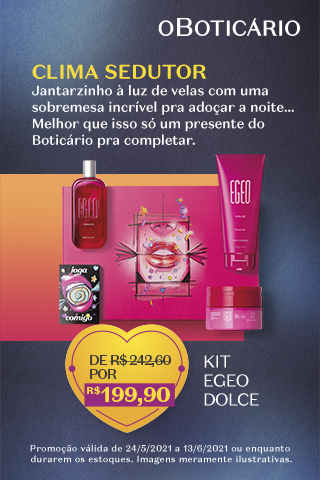 oBOTICÁRIO
CLIMA SEDUTOR
Jantarzinho à luz de velas com uma
sobremesa incrível pra adoçar a noite...
Melhor que isso só um presente do
Boticário pra completar.
EGEO
DOLCE
EGEO
DOLCE
joga
comigo
DE R$ 242,60
POR
R$ 199,90
KIT
EGEO
DOLCE
Promoção válida de 24/5/2021 a 13/6/2021 ou enquanto
durarem os estoques. Imagens meramente ilustrativas.